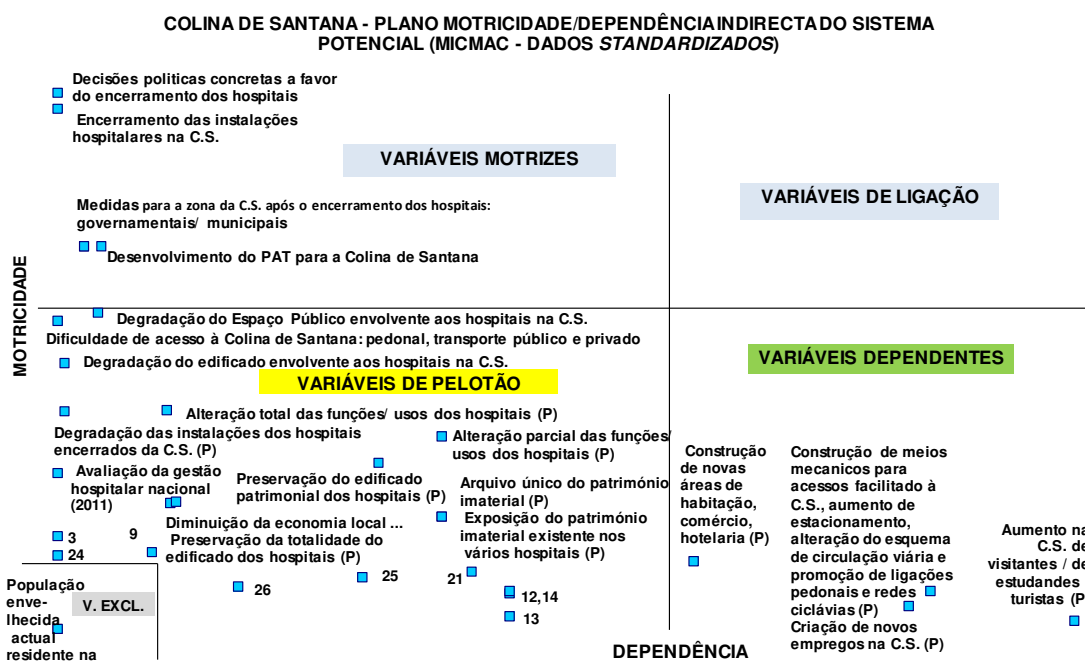 COLINA DE SANTANA - PLANO MOTRICIDADE/DEPENDÊNCIA INDIRECTA DO SISTEMA
POTENCIAL (MICMAC - DADOS STANDARDIZADOS)
Decisões politicas concretas a favor
do encerramento dos hospitais
Encerramento das instalações
hospitalares na C.S.
VARIÁVEIS MOTRIZES
VARIÁVEIS DE LIGAÇÃO
Medidas para a zona da C.S. após o encerramento dos hospitais:
governamentais/ municipais
Desenvolvimento do PAT para a Colina de Santana
MOTRICIDADE
Degradação do Espaço Público envolvente aos hospitais na C.S.
Dificuldade de acesso à Colina de Santana: pedonal, transporte público e privado
Degradação do edificado envolvente aos hospitais na C.S.
VARIÁVEIS DE PELOTÃO
VARIÁVEIS DEPENDENTES
Alteração total das funções/ usos dos hospitais (P)
Degradação das instalações dos hospitais
encerrados da C.S. (P)
Alteração parcial das funções/
usos dos hospitais (P)
Avaliação da gestão
hospitalar nacional
(2011)
Preservação do edificado
patrimonial dos hospitais (P)
Arquivo único do património
imaterial (P)
Exposição do património
imaterial existente nos
vários hospitais (P)
Diminuição da economia local ...
Preservação da totalidade do
edificado dos hospitais (P)
3
9
24
26
25
21
12,14
13
Construção
de novas
áreas de
habitação,
comércio,
hotelaria (P)
Construção de meios
mecanicos para
acessos facilitado à
C.S., aumento de
estacionamento,
alteração do esquema
de circulação viária e
promoção de ligações
pedonais e redes
ciclávias (P)
Criação de novos
empregos na C.S. (P)
Aumento na
C.S. de
visitantes / de
estudandes
turistas (P
População
enve-
lhecida
actual
residente na
V. EXCL.
DEPENDÊNCIA